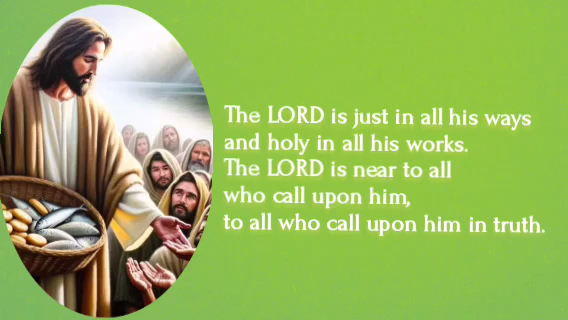 The LORD is just in all his ways
and holy in all his works.
The LORD is near to all
who call upon him,
to all who call upon him in truth.